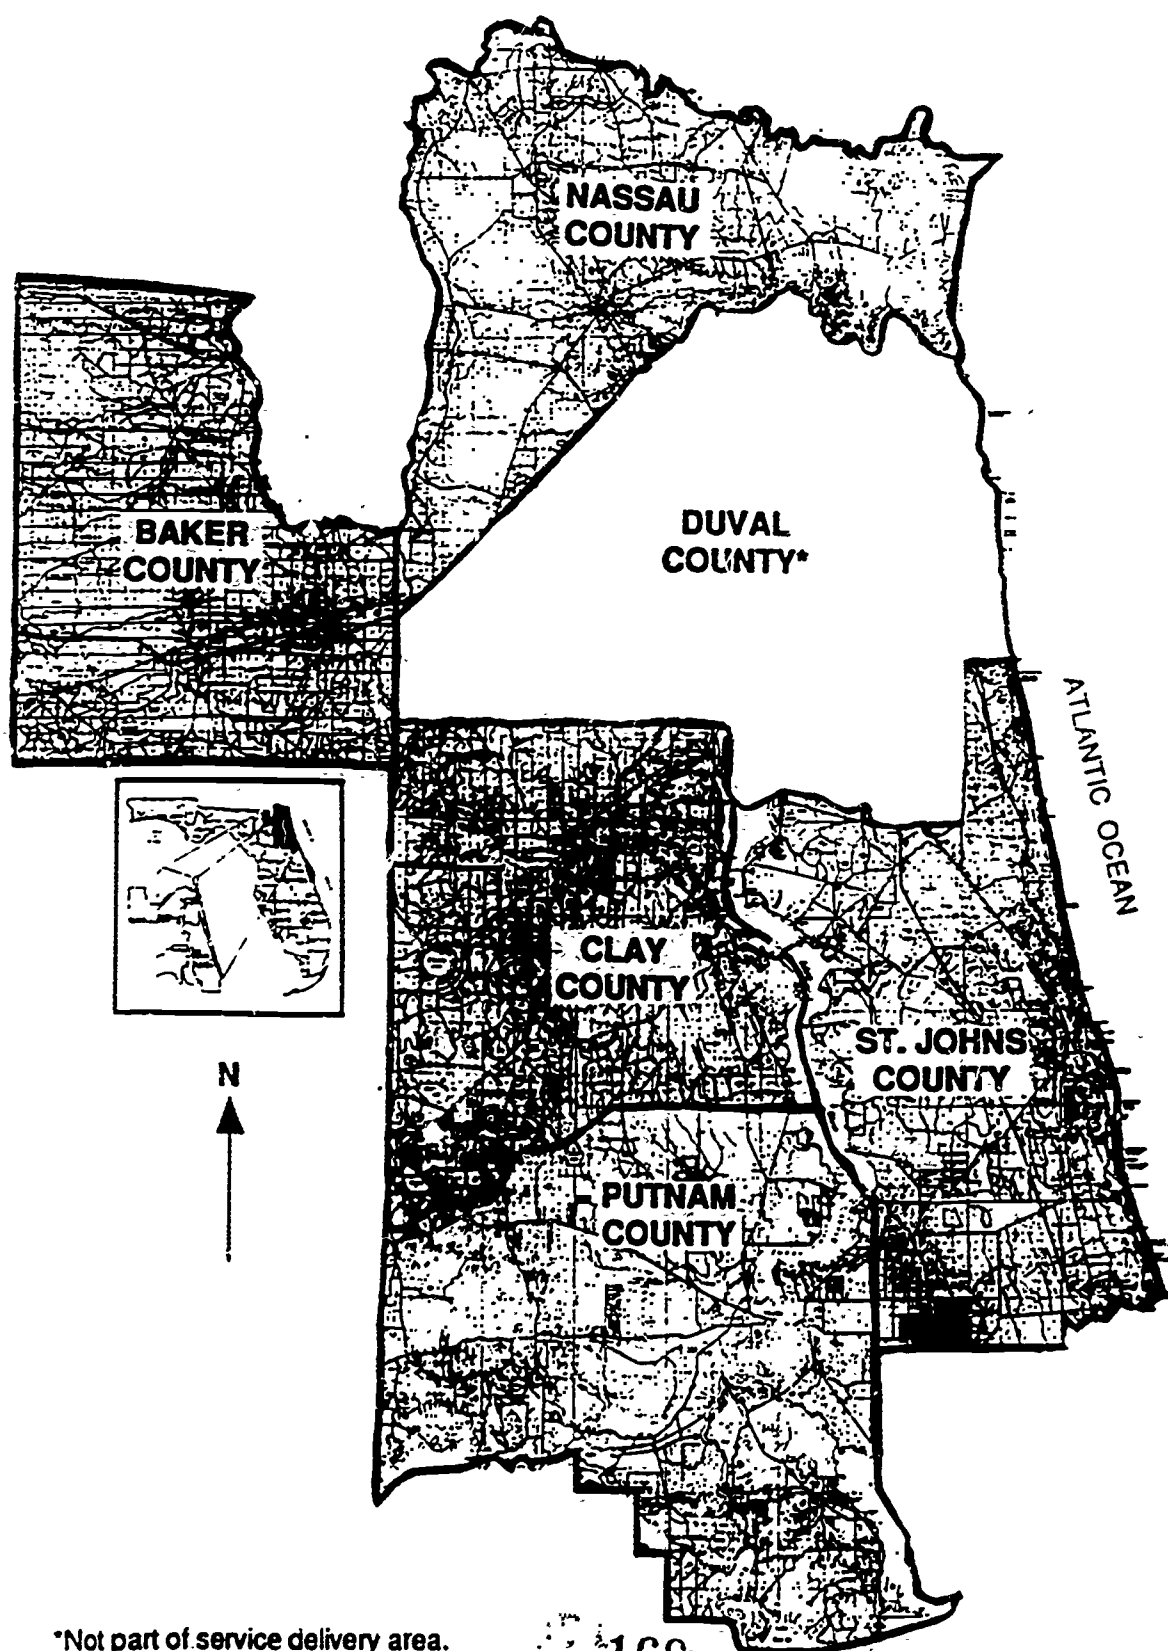 NASSAU
COUNTY
BAKER
COUNTY
DUVAL
COUNTY*
ATLANTIC OCEAN
CLAY
COUNTY
ST. JOHNS
COUNTY
N
PUTNAM
COUNTY
*Not part of service delivery area.